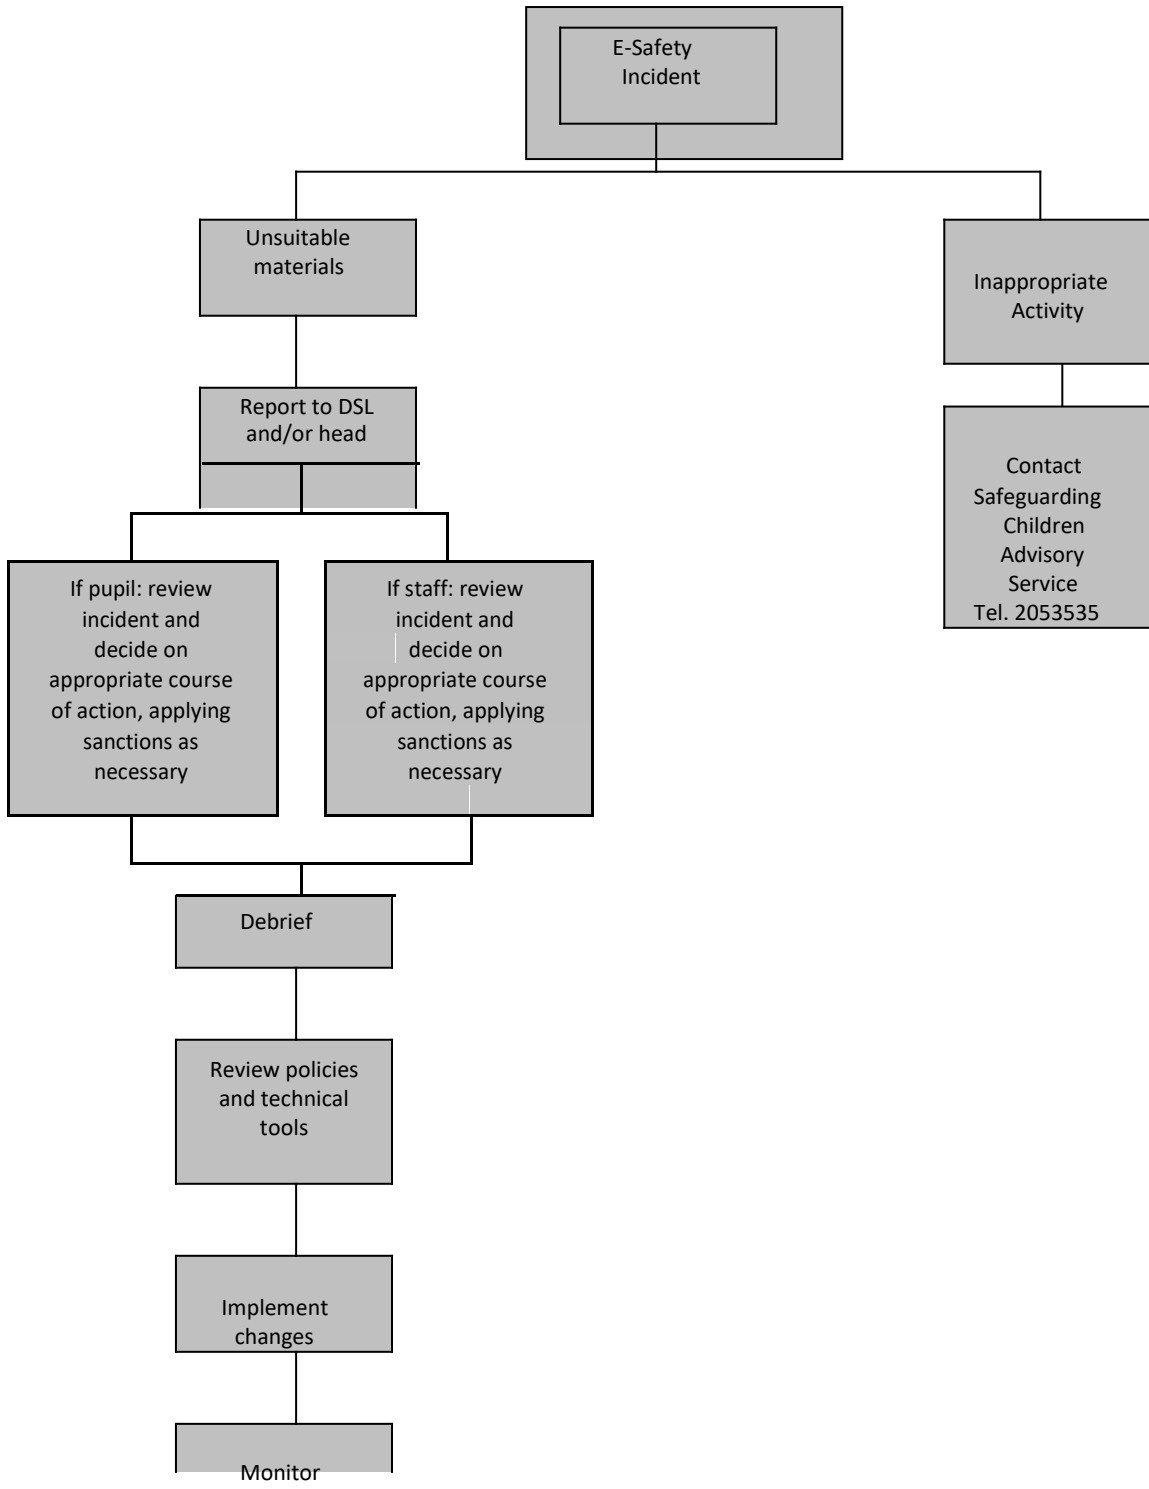 E-Safety
Incident
Unsuitable
materials
Inappropriate
Activity
Report to DSL
and/or head
Contact
Safeguarding
Children
Advisory
Service
Tel. 2053535
If pupil: review
incident and
decide on
appropriate course
of action, applying
sanctions as
necessary
If staff: review
incident and
decide on
appropriate course
of action, applying
sanctions as
necessary
Debrief
Review policies
and technical
tools
Implement
changes
Monitor